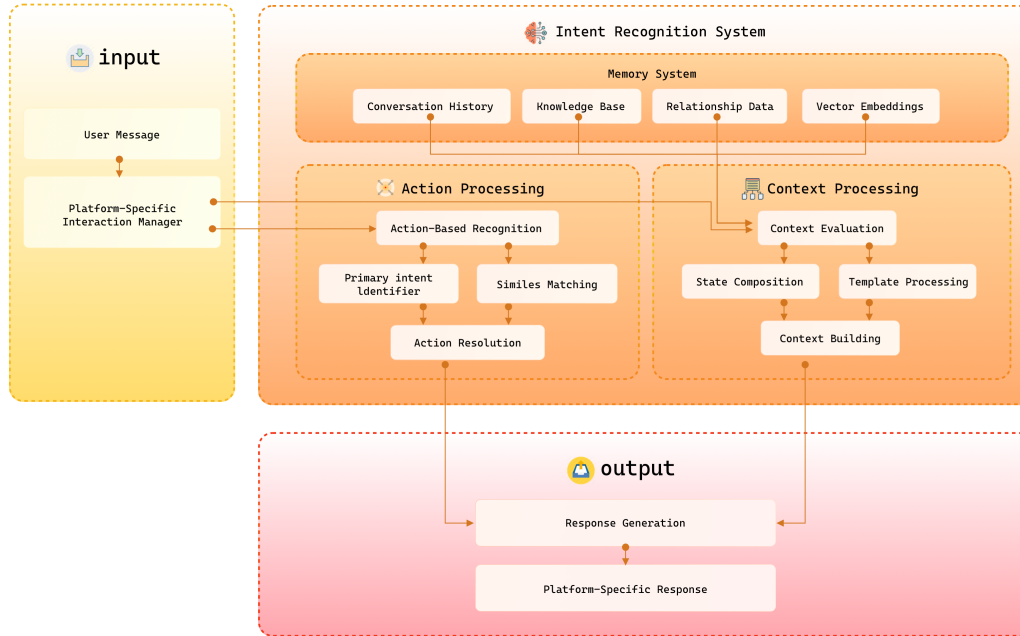 input
User Message
Platform-Specific
Interaction Manager
Intent Recognition System
Memory System
Conversation History
Knowledge Base
Relationship Data
Vector Embeddings
Action Processing
Action-Based Recognition
Primary intent
ldentifier
Similes Matching
Action Resolution
Context Processing
Context Evaluation
State Composition
Template Processing
Context Building
output
Response Generation
Platform-Specific Response